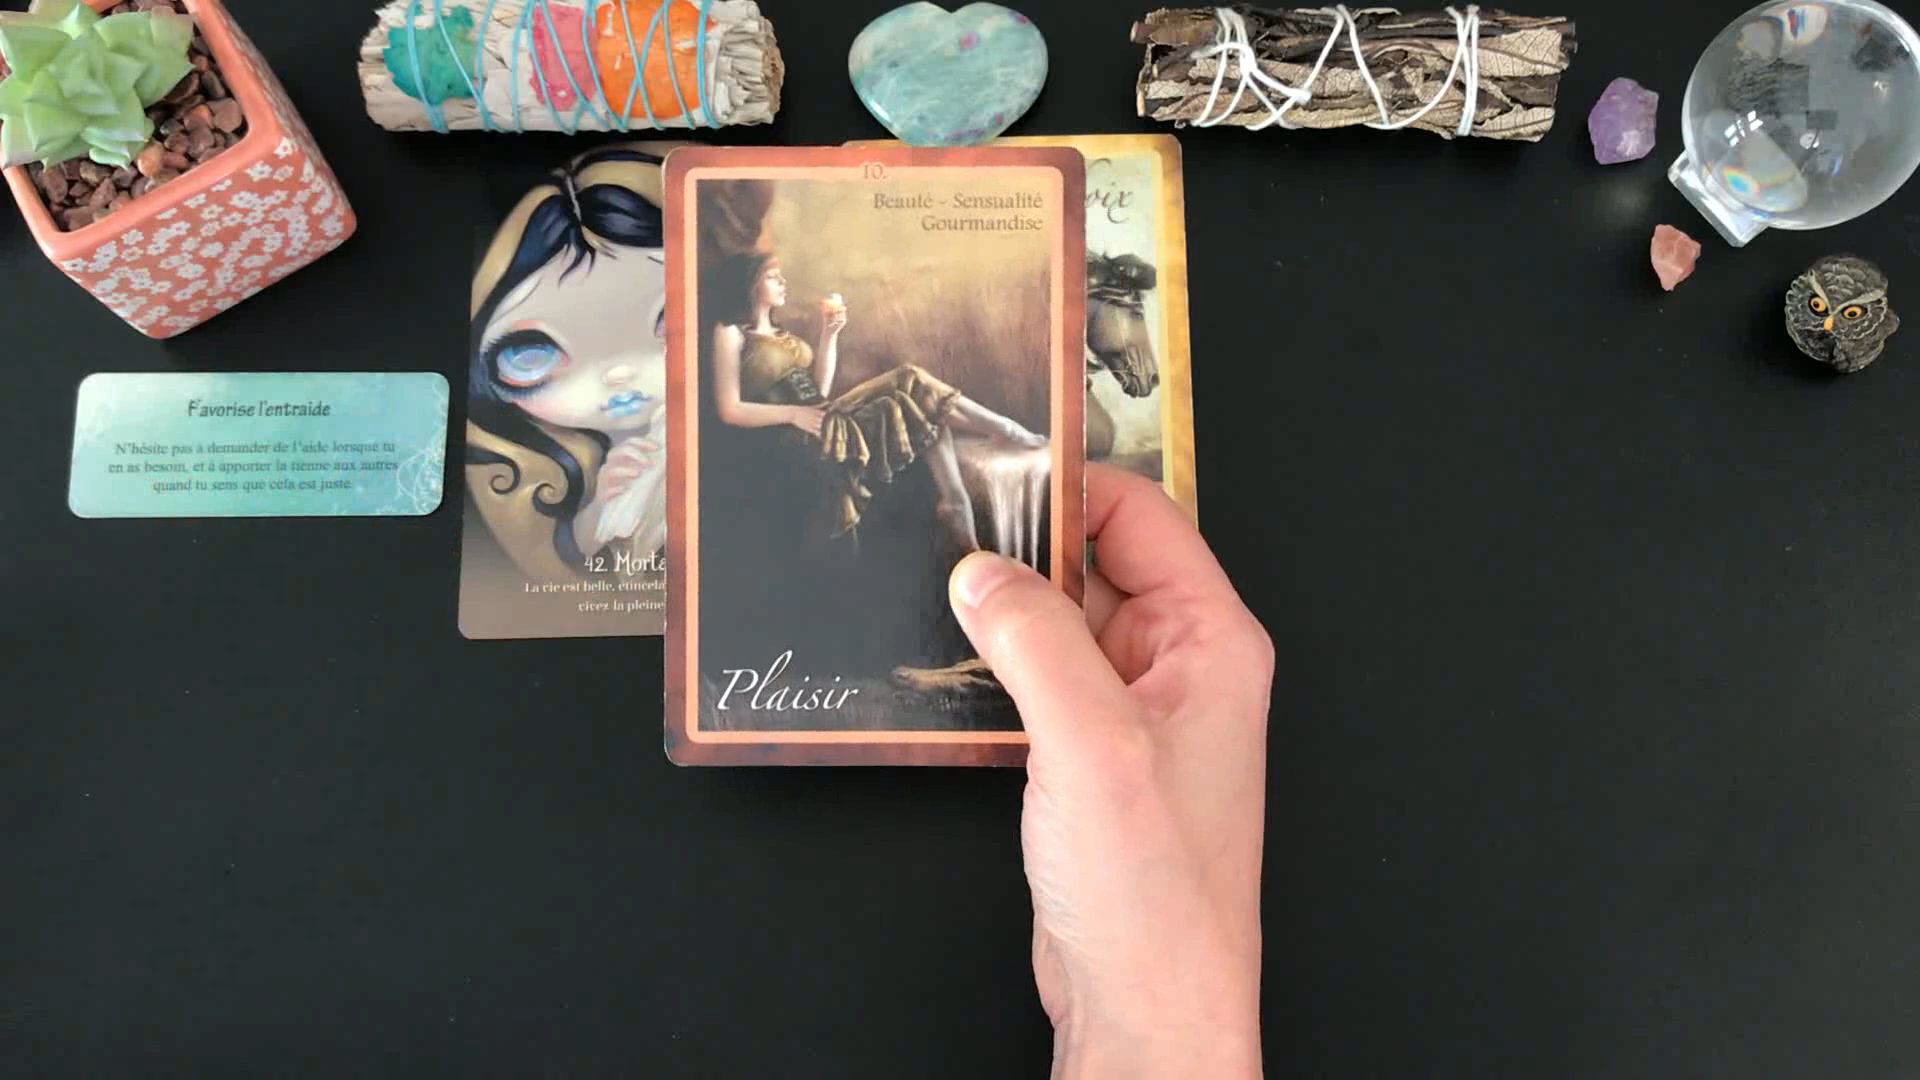 Favorise l'entraide
N'hésite pas à demander de l'aide lorsque tu
en as besoin, et à apporter la tienne aux autres
quand tu sens que cela est juste.
42. Morta
La vie est belle, étincela
vivez la pleine
10.
Beauté - Sensualité
Gourmandise
Plaisir
oix